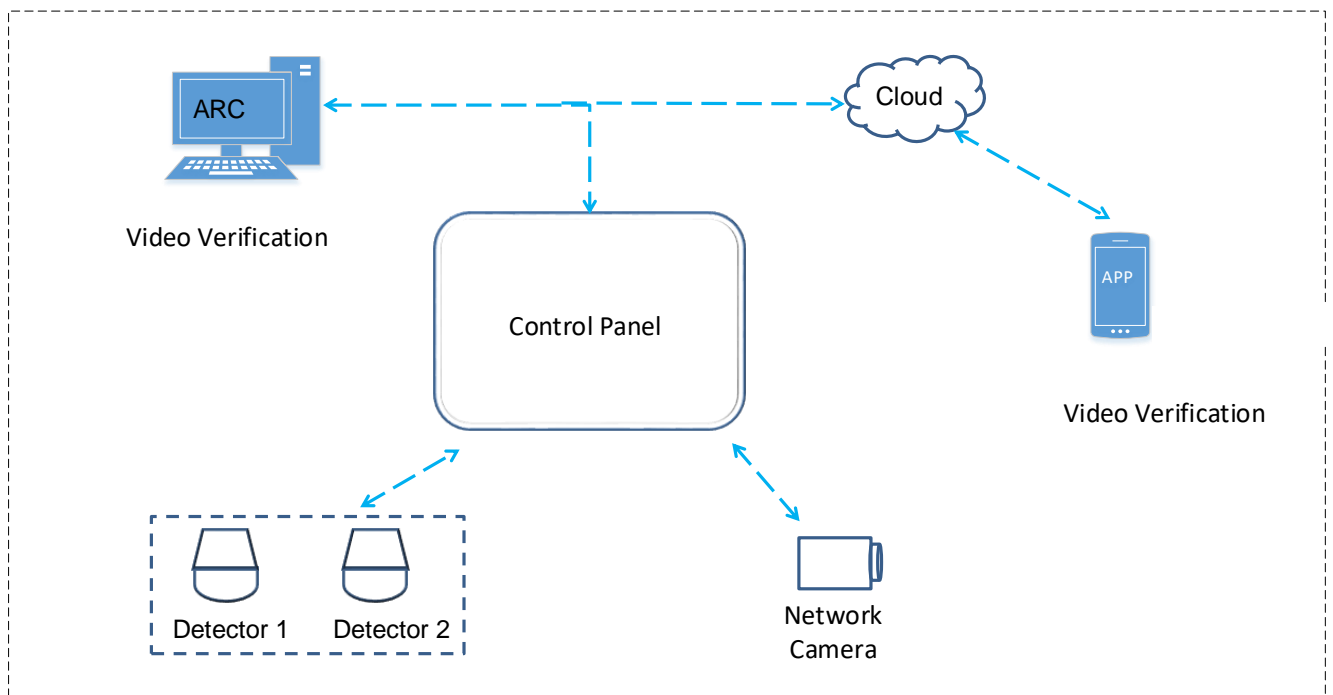 ARC
Cloud
Video Verification
APP
Control Panel
Video Verification
Detector 1
Detector 2
Network
Camera